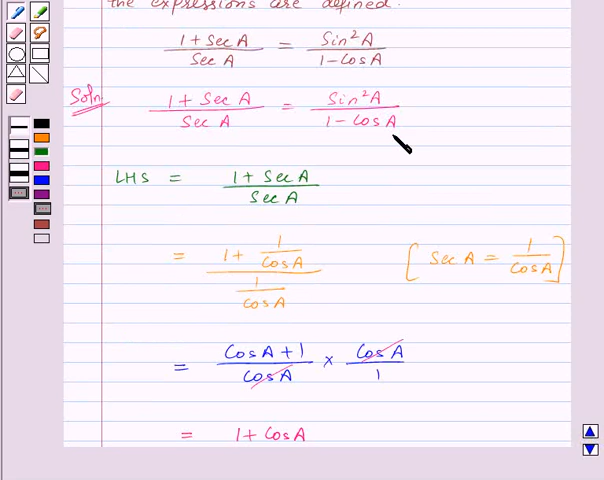 the expressions are defined.
1 + Sec A / Sec A = Sin²A / 1 - Cos A
Soln 1 + Sec A / Sec A = Sin²A / 1 - Cos A
LHS = 1 + Sec A / Sec A
= 1 + 1/Cos A / 1/Cos A [ Sec A = 1/Cos A ]
= Cos A + 1 / Cos A × Cos A / 1
= 1 + Cos A